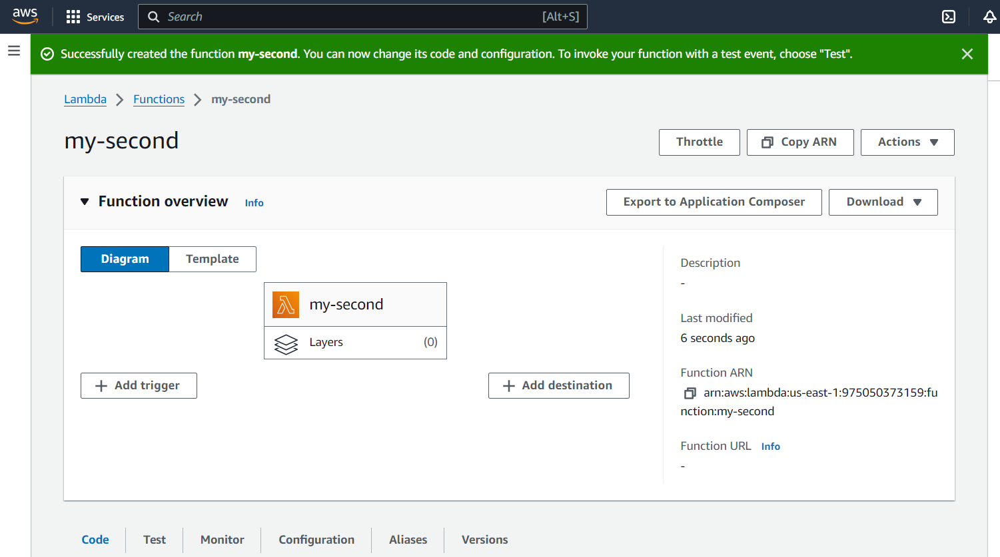 aws
Services
Search
[Alt+S]
Successfully created the function my-second. You can now change its code and configuration. To invoke your function with a test event, choose "Test".
Lambda
Functions
my-second
my-second
Throttle
Copy ARN
Actions
Function overview
Info
Export to Application Composer
Download
Diagram
Template
my-second
Layers
(0)
Add trigger
Add destination
Description
-
Last modified
6 seconds ago
Function ARN
arn:aws:lambda:us-east-1:975050373159:fu
nction:my-second
Function URL
Info
-
Code
Test
Monitor
Configuration
Aliases
Versions